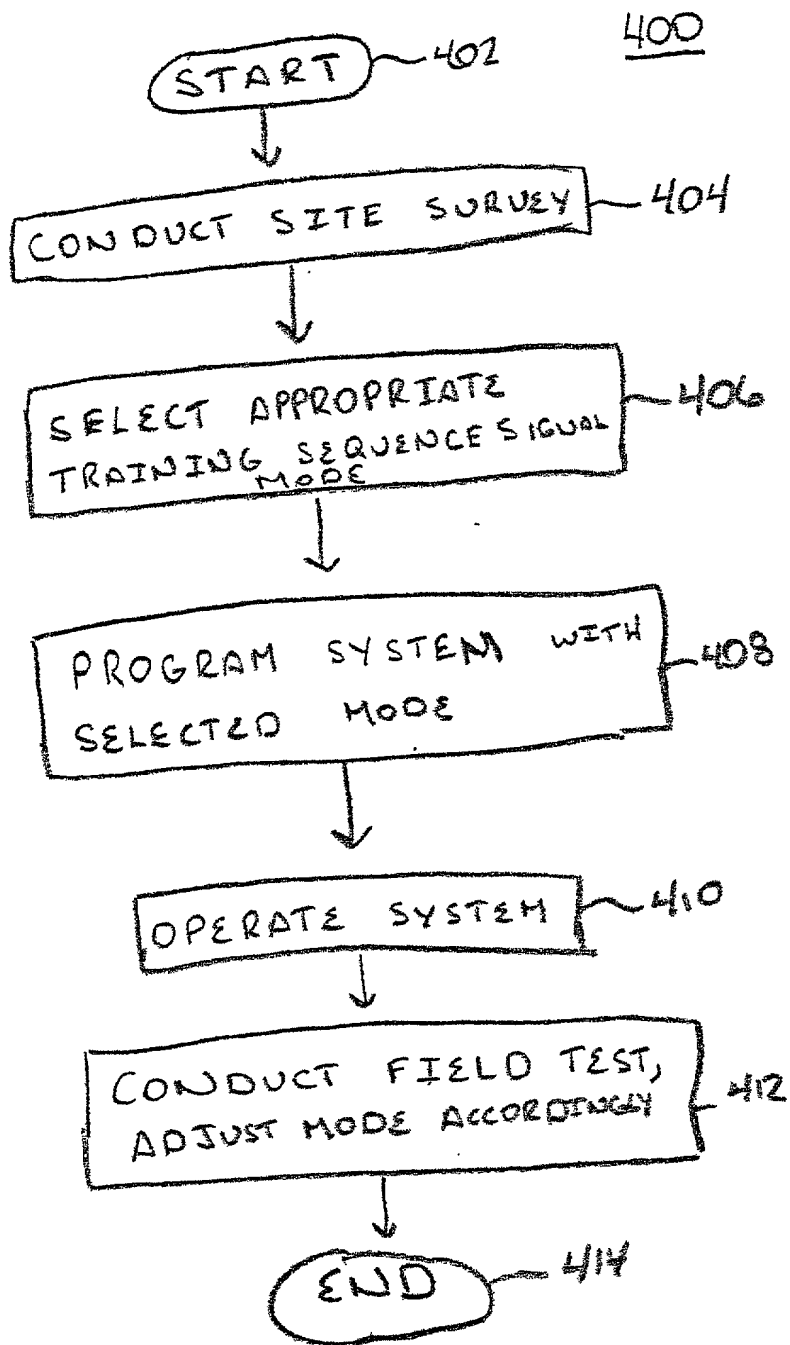 400
START 402
CONDUCT SITE SURVEY 404
SELECT APPROPRIATE 406
TRAINING SEQUENCE SIGNAL
MODE
PROGRAM SYSTEM WITH 408
SELECTED MODE
OPERATE SYSTEM 410
CONDUCT FIELD TEST, 412
ADJUST MODE ACCORDINGLY
END 414